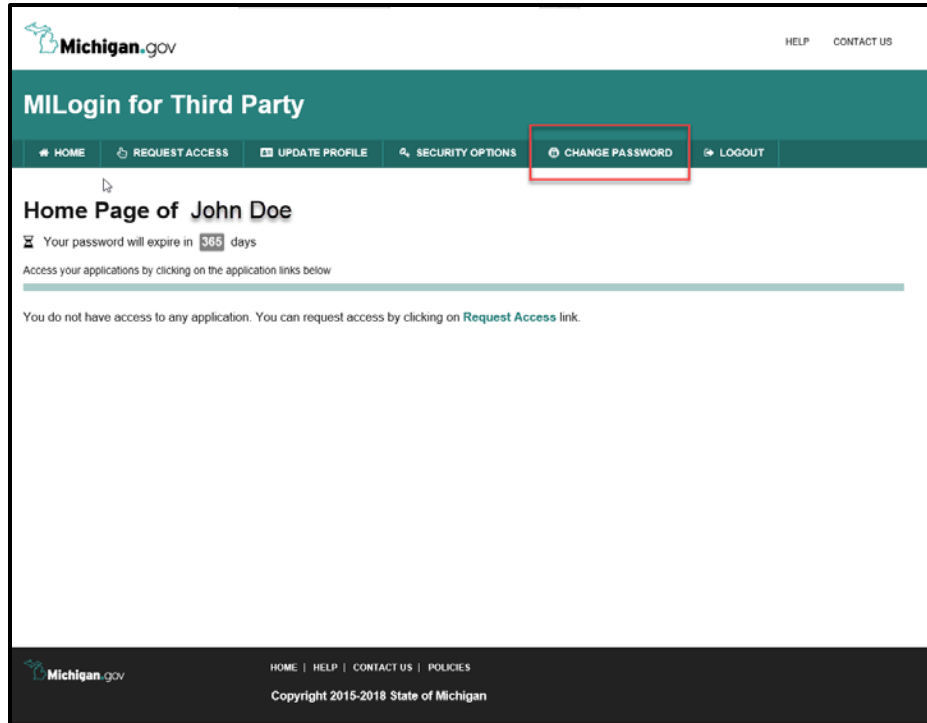 Michigan.gov
HELP CONTACT US
MILogin for Third Party
HOME REQUEST ACCESS UPDATE PROFILE SECURITY OPTIONS CHANGE PASSWORD LOGOUT
Home Page of John Doe
Your password will expire in 365 days
Access your applications by clicking on the application links below
You do not have access to any application. You can request access by clicking on Request Access link.
Michigan.gov
HOME | HELP | CONTACT US | POLICIES
Copyright 2015-2018 State of Michigan